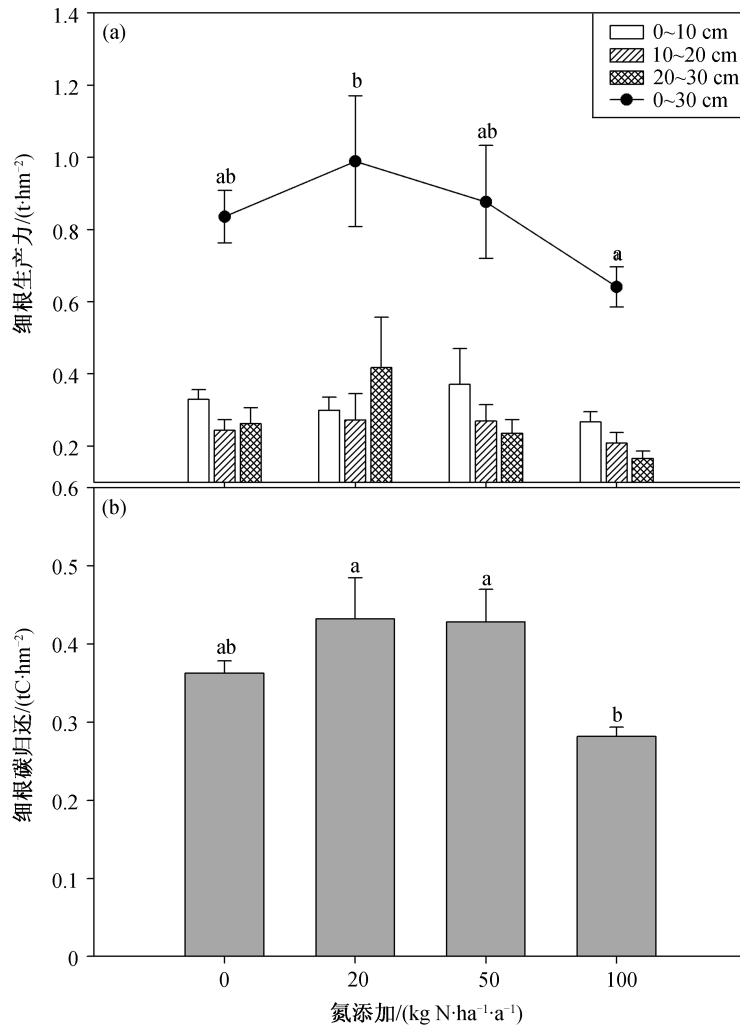 (a)
0~10 cm
10~20 cm
20~30 cm
0~30 cm
1.4
1.2
1.0
0.8
0.6
0.4
0.2
细根生产力/(t·hm⁻²)
ab
b
ab
a
(b)
0.6
0.5
0.4
0.3
0.2
0.1
0
细根碳归还/(tC·hm⁻²)
ab
a
a
b
0 20 50 100
氮添加/(kg N·ha⁻¹·a⁻¹)